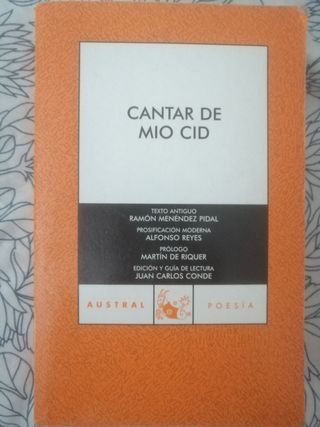 CANTAR DE
MIO CID
TEXTO ANTIGUO
RAMÓN MENÉNDEZ PIDAL
PROSIFICACIÓN MODERNA
ALFONSO REYES
PRÓLOGO
MARTÍN DE RIQUER
EDICIÓN Y GUÍA DE LECTURA
JUAN CARLOS CONDE
AUSTRAL POESÍA